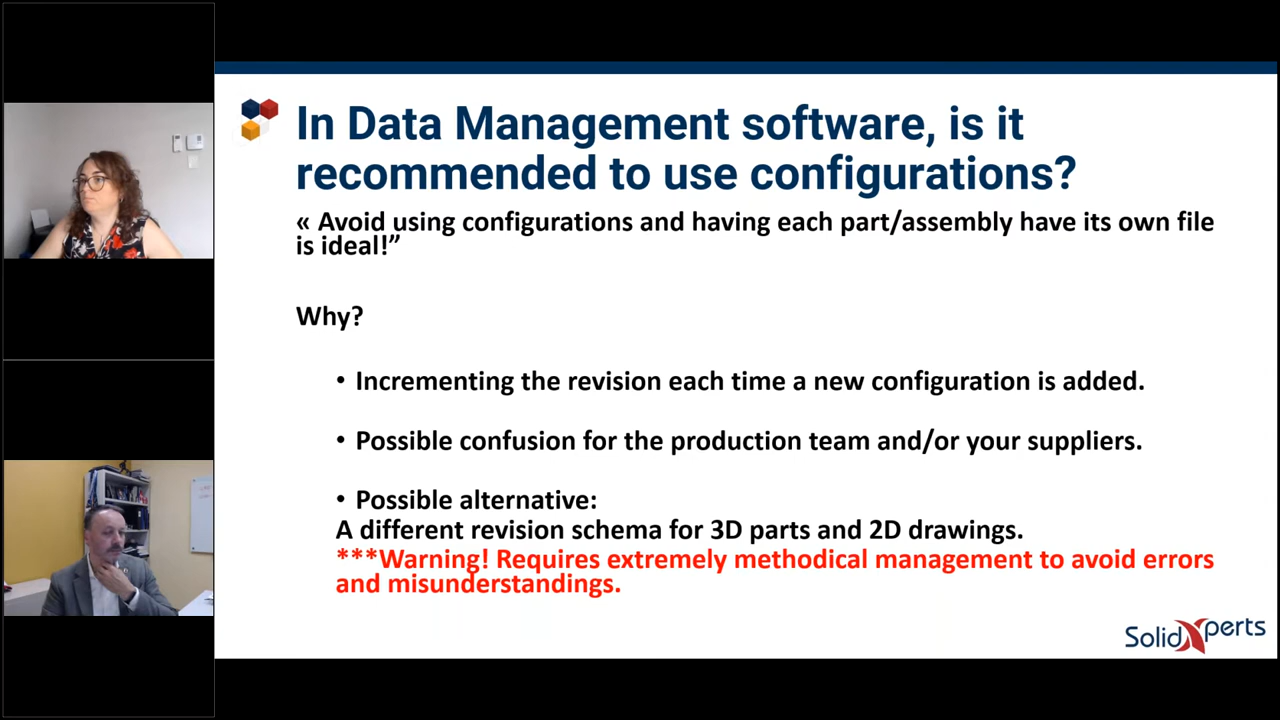 In Data Management software, is it
recommended to use configurations?
« Avoid using configurations and having each part/assembly have its own file
is ideal!”
Why?
• Incrementing the revision each time a new configuration is added.
• Possible confusion for the production team and/or your suppliers.
• Possible alternative:
A different revision schema for 3D parts and 2D drawings.
***Warning! Requires extremely methodical management to avoid errors
and misunderstandings.
SolidXperts